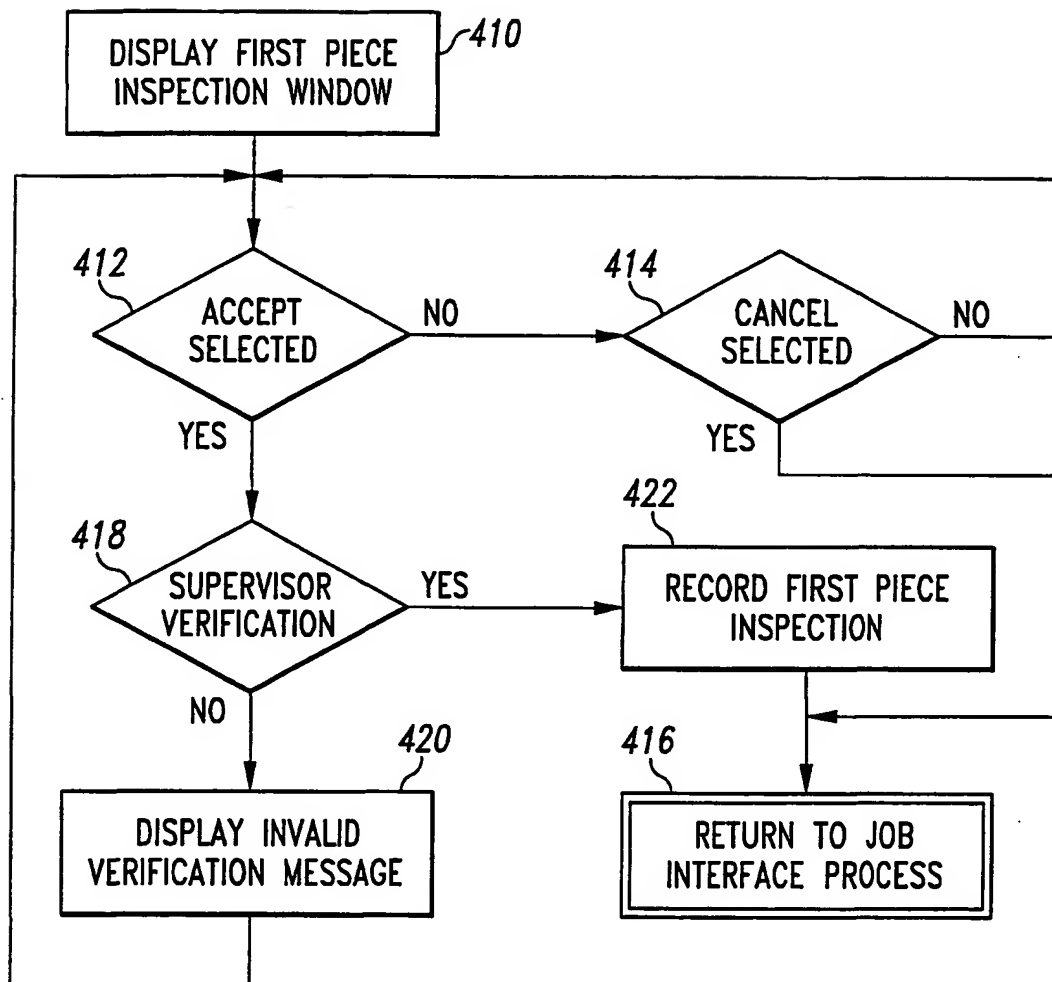 410
DISPLAY FIRST PIECE
INSPECTION WINDOW
412
ACCEPT
SELECTED
NO
YES
414
CANCEL
SELECTED
NO
YES
418
SUPERVISOR
VERIFICATION
YES
NO
422
RECORD FIRST PIECE
INSPECTION
420
DISPLAY INVALID
VERIFICATION MESSAGE
416
RETURN TO JOB
INTERFACE PROCESS